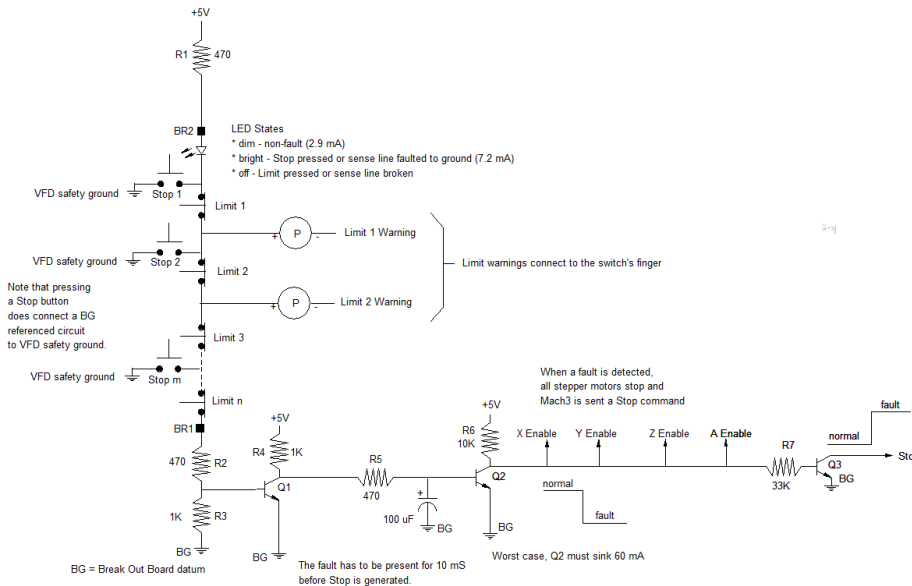 +5V
R1
470
BR2
LED States
* dim - non-fault (2.9 mA)
* bright - Stop pressed or sense line faulted to ground (7.2 mA)
* off - Limit pressed or sense line broken
VFD safety ground
Stop 1
Limit 1
+
P
-
Limit 1 Warning
VFD safety ground
Stop 2
Limit 2
Limit warnings connect to the switch's finger
Note that pressing
a Stop button
does connect a BG
referenced circuit
to VFD safety ground.
+
P
-
Limit 2 Warning
Limit 3
VFD safety ground
Stop m
Limit n
BR1
When a fault is detected,
all stepper motors stop and
Mach3 is sent a Stop command
+5V
R4
1K
470
R2
R5
470
Q1
1K
R3
+
100 uF
BG
BG
BG
+5V
R6
10K
Q2
BG
X Enable
Y Enable
Z Enable
A Enable
normal
fault
R7
33K
Q3
BG
normal
fault
Sto
BG = Break Out Board datum
The fault has to be present for 10 mS
before Stop is generated.
Worst case, Q2 must sink 60 mA